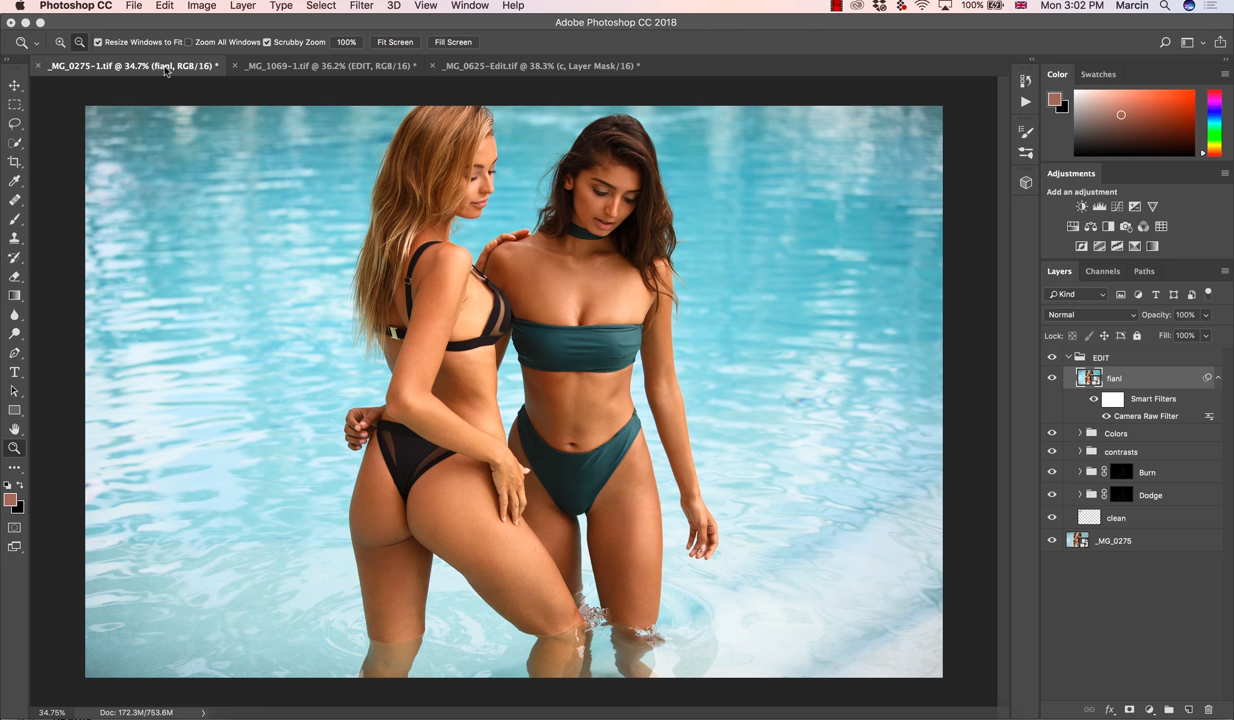 Photoshop CC File Edit Image Layer Type Select Filter 3D View Window Help 100% Mon 3:02 PM Marcin
Adobe Photoshop CC 2018
Resize Windows to Fit Zoom All Windows Scrubby Zoom 100% Fit Screen Fill Screen
_MG_0275-1.tif @ 34.7% (fianl, RGB/16) * _MG_1069-1.tif @ 36.2% (EDIT, RGB/16) * _MG_0625-Edit.tif @ 38.3% (c, Layer Mask/16) *
Color Swatches
Adjustments
Add an adjustment
Layers Channels Paths
Kind
Normal Opacity: 100%
Lock: Fill: 100%
EDIT
fianl
Smart Filters
Camera Raw Filter
Colors
contrasts
Burn
Dodge
clean
_MG_0275
34.75% Doc: 172.3M/753.6M